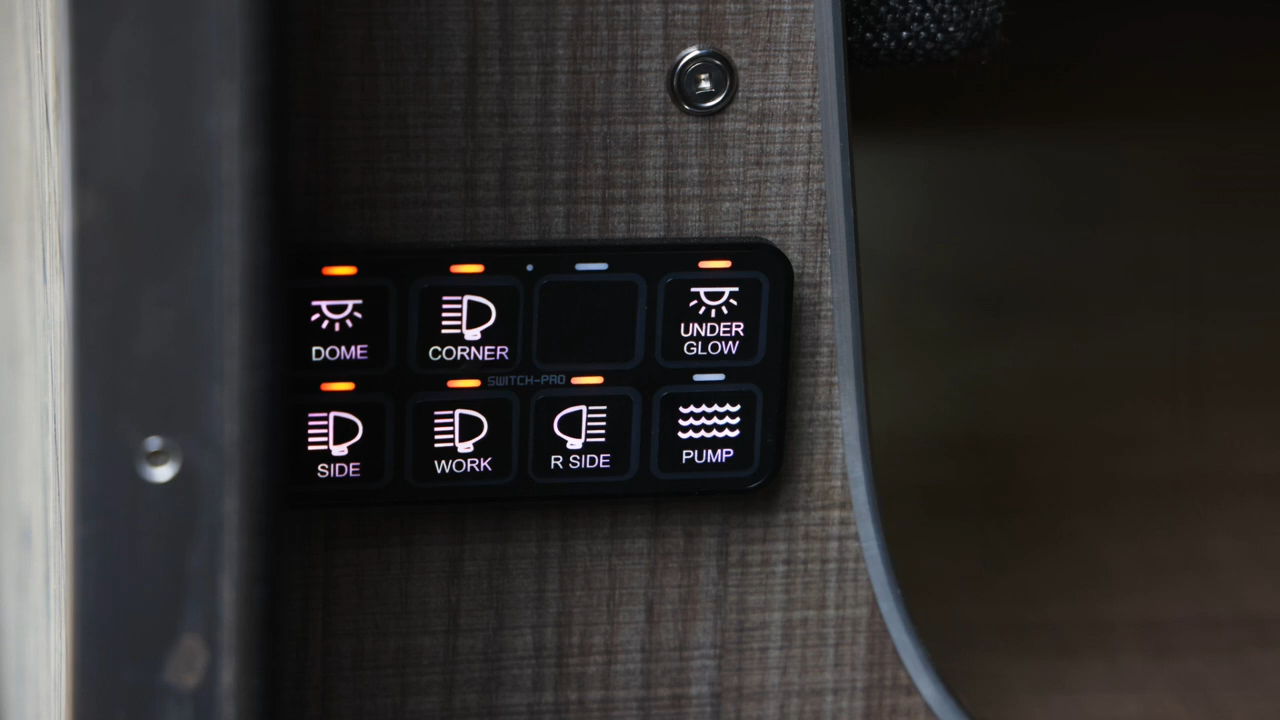 DOME
CORNER
UNDER
GLOW
SWITCH-PRO
SIDE
WORK
R SIDE
PUMP